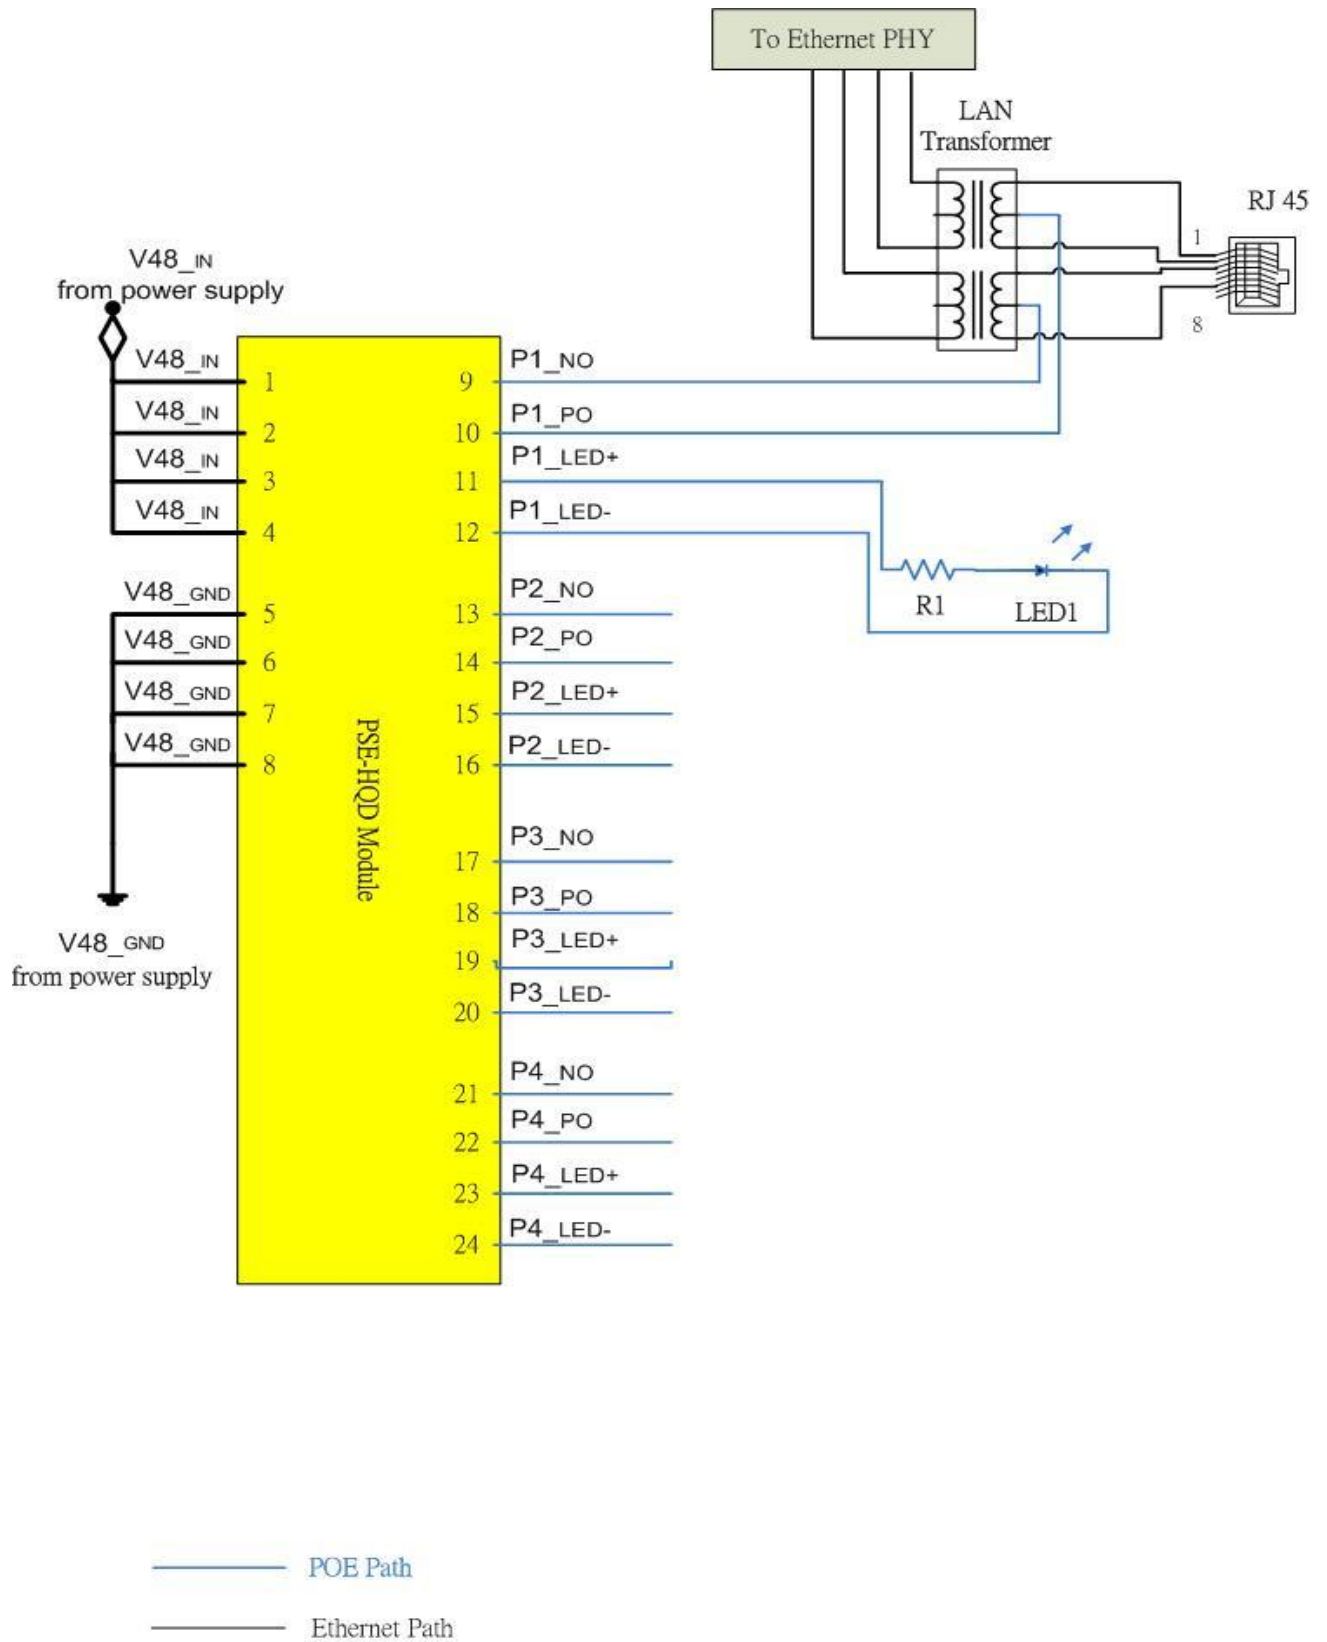 To Ethernet PHY
LAN
Transformer
RJ 45
1
8
V48_IN
from power supply
V48_IN
1
V48_IN
2
V48_IN
3
V48_IN
4
V48_GND
5
V48_GND
6
V48_GND
7
V48_GND
8
V48_GND
from power supply
PSE-HQD Module
9
P1_NO
10
P1_PO
11
P1_LED+
12
P1_LED-
R1
LED1
13
P2_NO
14
P2_PO
15
P2_LED+
16
P2_LED-
17
P3_NO
18
P3_PO
19
P3_LED+
20
P3_LED-
21
P4_NO
22
P4_PO
23
P4_LED+
24
P4_LED-
POE Path
Ethernet Path